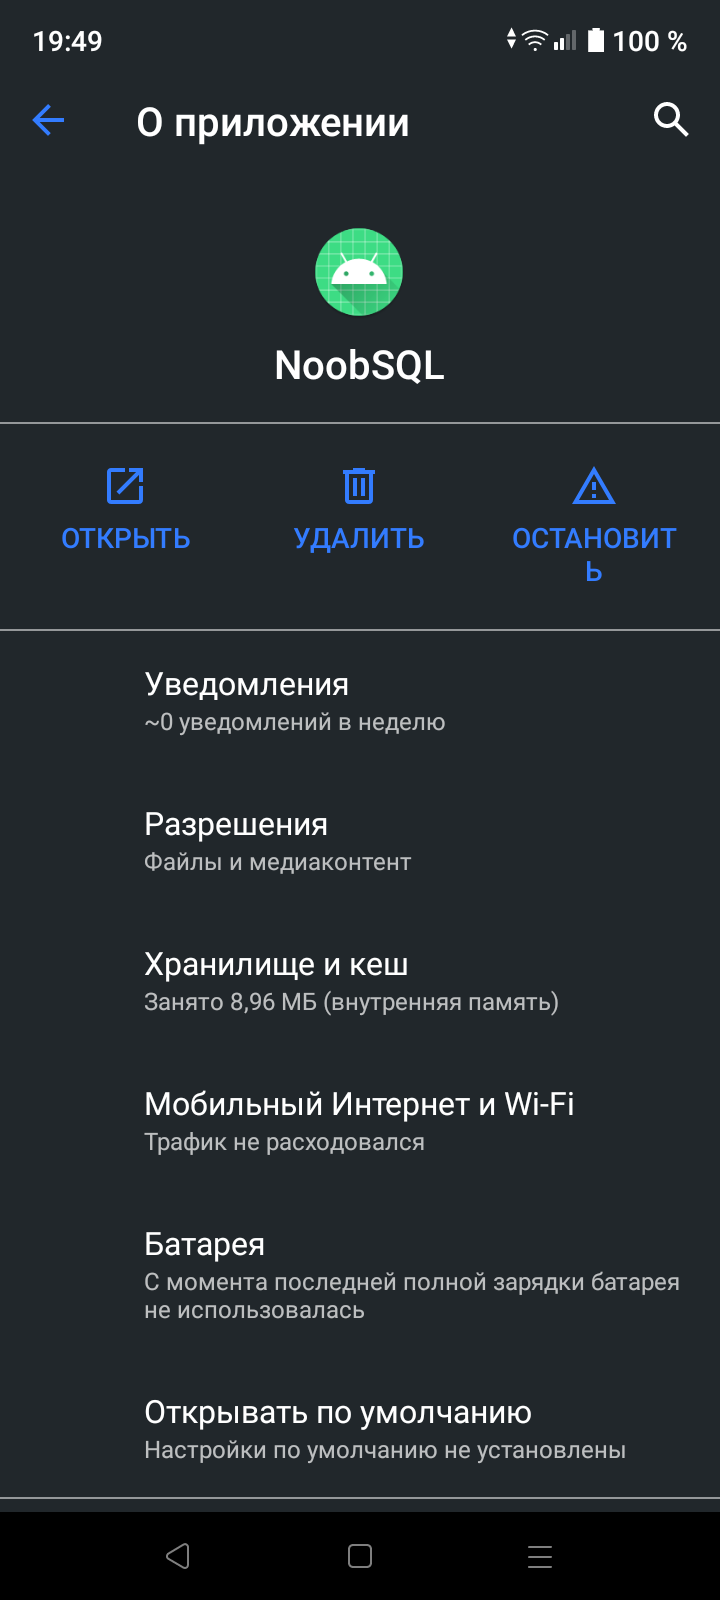 19:49
100 %
О приложении
NoobSQL
ОТКРЫТЬ
УДАЛИТЬ
ОСТАНОВИТ
Ь
Уведомления
~0 уведомлений в неделю
Разрешения
Файлы и медиаконтент
Хранилище и кеш
Занято 8,96 МБ (внутренняя память)
Мобильный Интернет и Wi-Fi
Трафик не расходовался
Батарея
С момента последней полной зарядки батарея
не использовалась
Открывать по умолчанию
Настройки по умолчанию не установлены